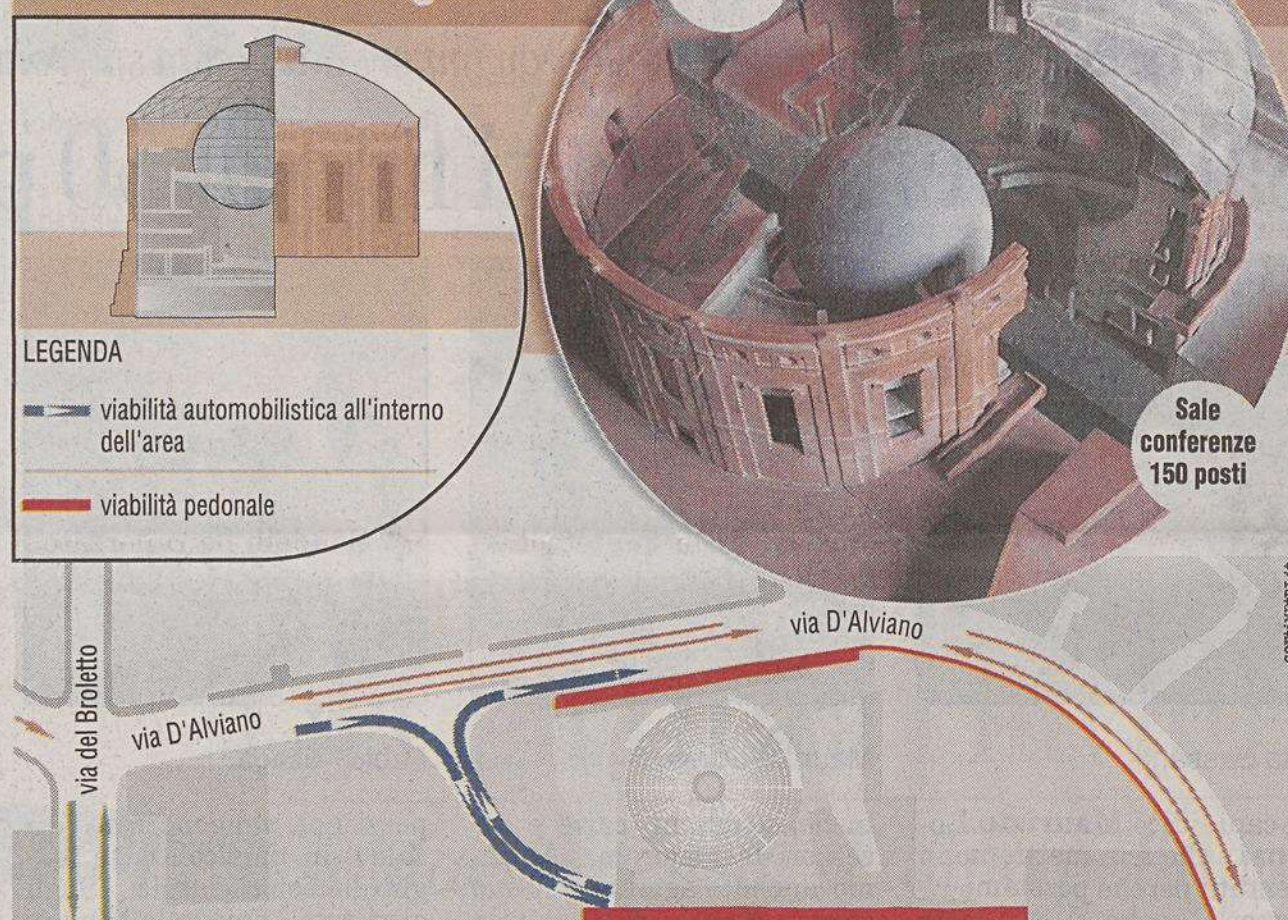 LEGENDA
viabilità automobilistica all'interno
dell'area
viabilità pedonale
Sale
conferenze
150 posti
via D'Alviano
via D'Alviano
via del Broletto